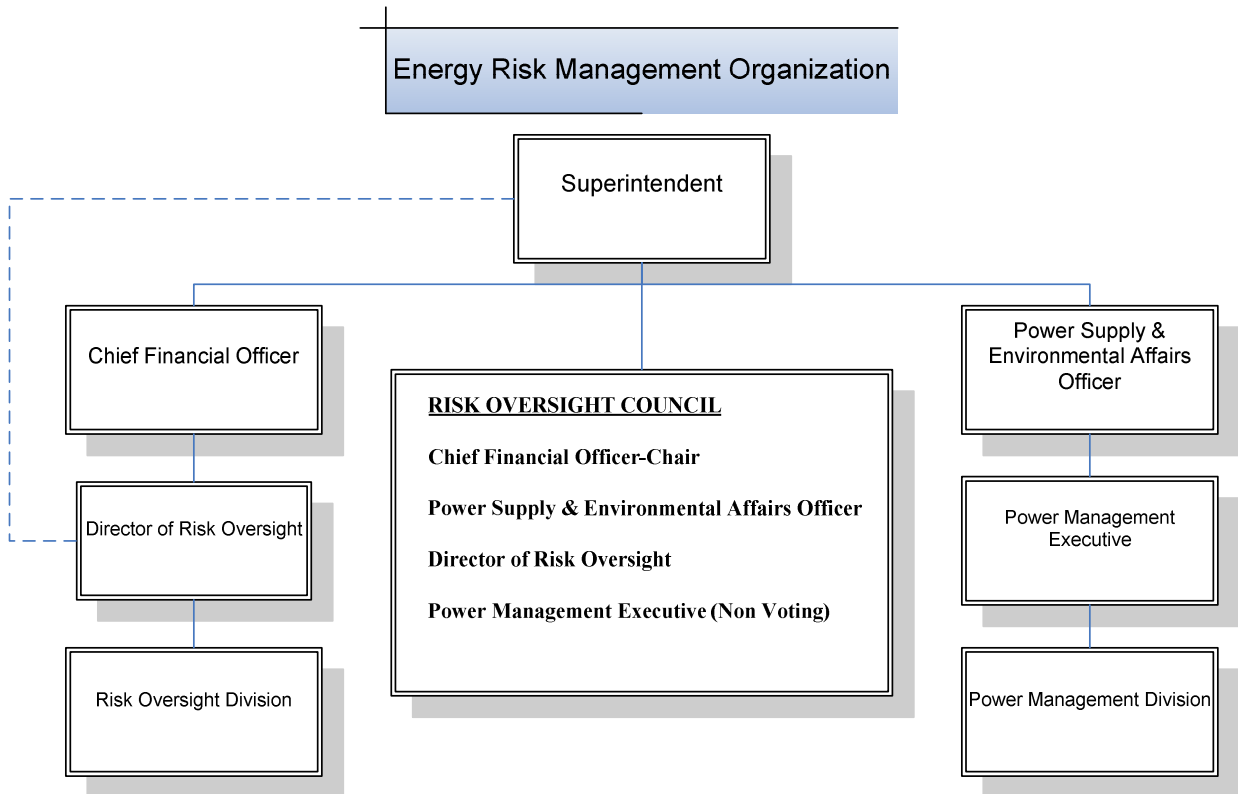 Energy Risk Management Organization
Superintendent
Chief Financial Officer
Director of Risk Oversight
Risk Oversight Division
RISK OVERSIGHT COUNCIL
Chief Financial Officer-Chair
Power Supply & Environmental Affairs Officer
Director of Risk Oversight
Power Management Executive (Non Voting)
Power Supply &
Environmental Affairs
Officer
Power Management
Executive
Power Management Division